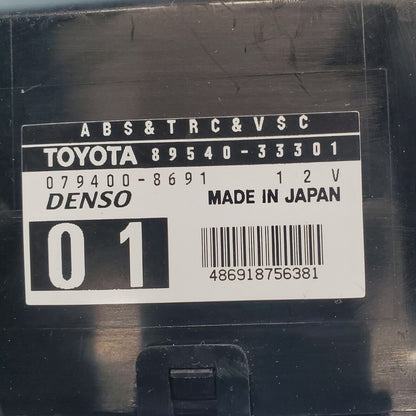 ABS&TRC&VSC
TOYOTA 89540-33301
079400-8691 12V
DENSO MADE IN JAPAN
01
486918756381